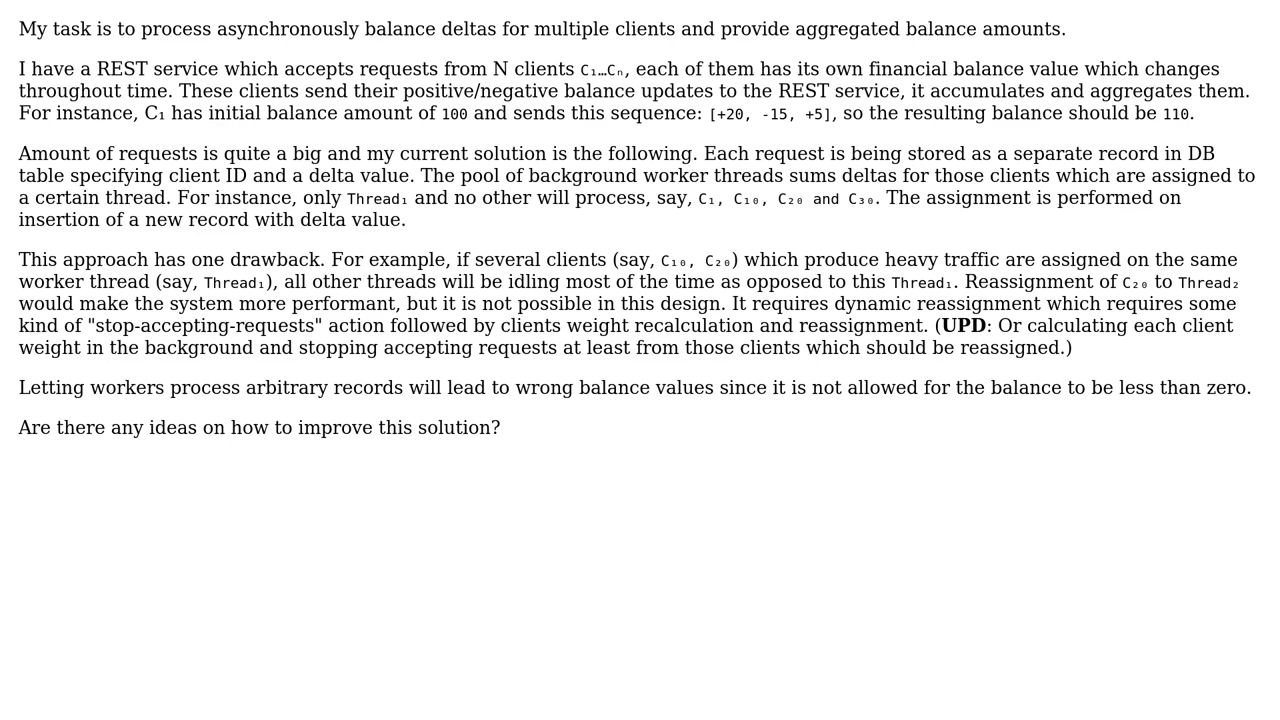 My task is to process asynchronously balance deltas for multiple clients and provide aggregated balance amounts.
I have a REST service which accepts requests from N clients C₁…Cₙ, each of them has its own financial balance value which changes
throughout time. These clients send their positive/negative balance updates to the REST service, it accumulates and aggregates them.
For instance, C₁ has initial balance amount of 100 and sends this sequence: [+20, -15, +5], so the resulting balance should be 110.
Amount of requests is quite a big and my current solution is the following. Each request is being stored as a separate record in DB
table specifying client ID and a delta value. The pool of background worker threads sums deltas for those clients which are assigned to
a certain thread. For instance, only Thread₁ and no other will process, say, C₁, C₁₀, C₂₀ and C₃₀. The assignment is performed on
insertion of a new record with delta value.
This approach has one drawback. For example, if several clients (say, C₁₀, C₂₀) which produce heavy traffic are assigned on the same
worker thread (say, Thread₁), all other threads will be idling most of the time as opposed to this Thread₁. Reassignment of C₂₀ to Thread₂
would make the system more performant, but it is not possible in this design. It requires dynamic reassignment which requires some
kind of "stop-accepting-requests" action followed by clients weight recalculation and reassignment. (UPD: Or calculating each client
weight in the background and stopping accepting requests at least from those clients which should be reassigned.)
Letting workers process arbitrary records will lead to wrong balance values since it is not allowed for the balance to be less than zero.
Are there any ideas on how to improve this solution?